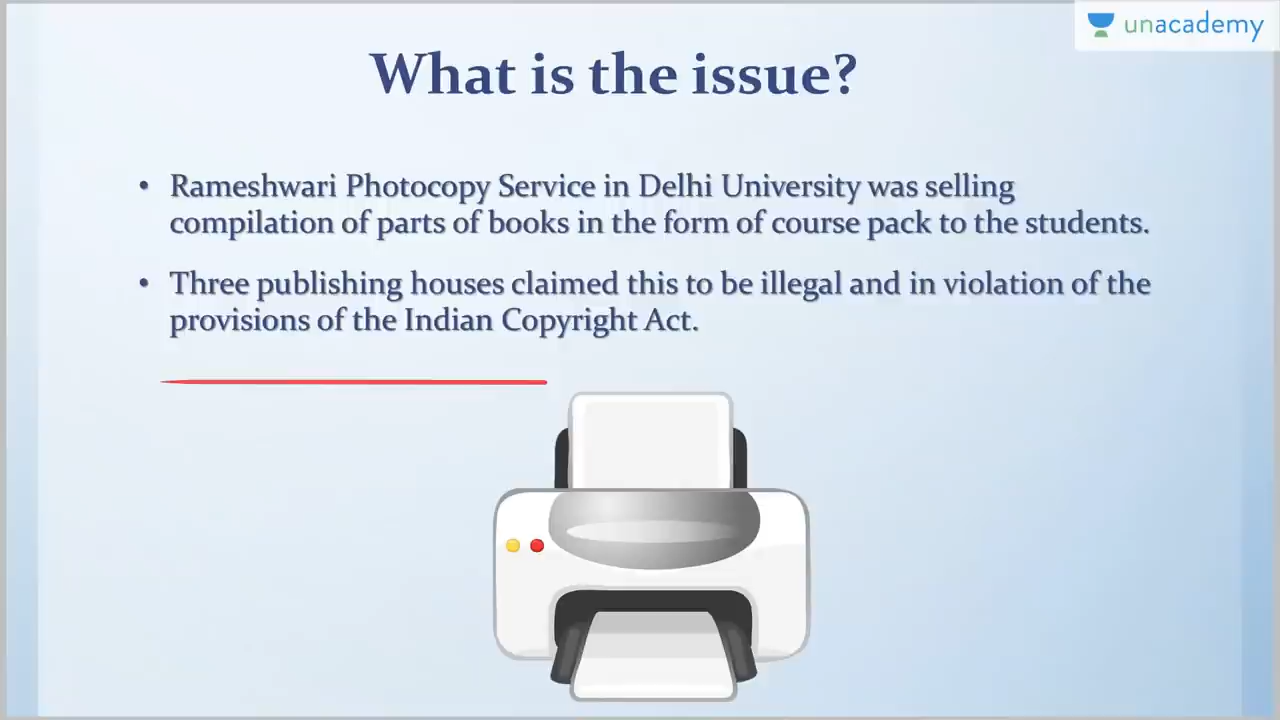 unacademy
What is the issue?
• Rameshwari Photocopy Service in Delhi University was selling
compilation of parts of books in the form of course pack to the students.
• Three publishing houses claimed this to be illegal and in violation of the
provisions of the Indian Copyright Act.